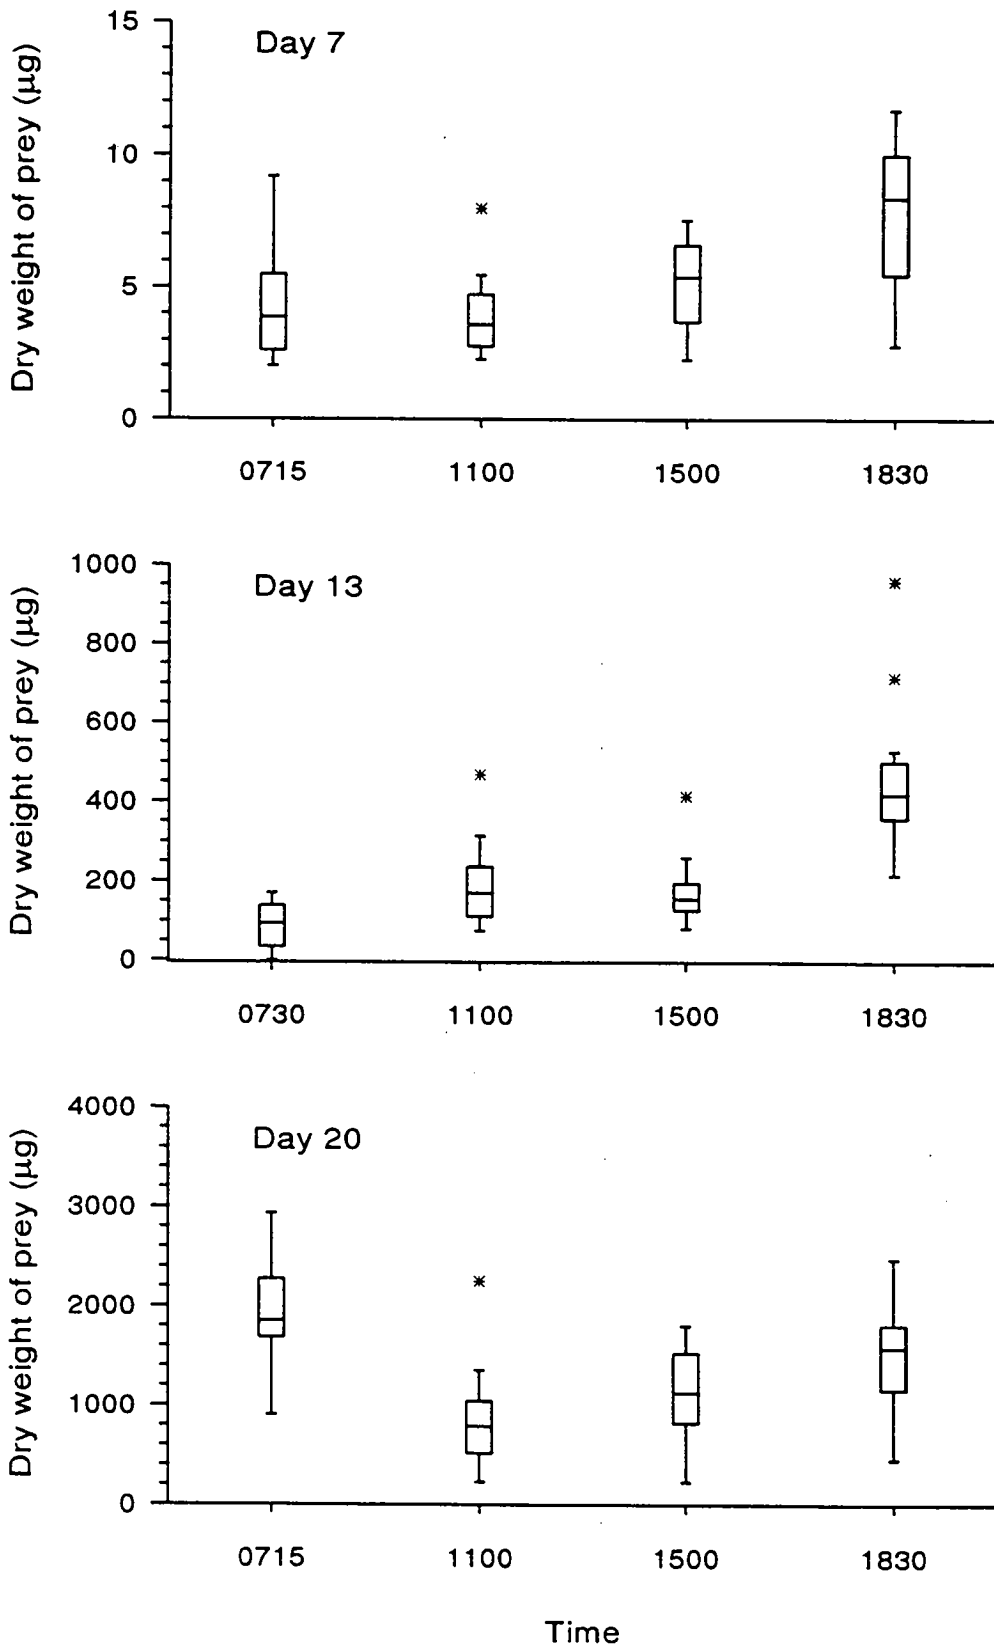 Day 7
Dry weight of prey (µg)
15
10
5
0
0715 1100 1500 1830
Day 13
Dry weight of prey (µg)
1000
800
600
400
200
0
0730 1100 1500 1830
Day 20
Dry weight of prey (µg)
4000
3000
2000
1000
0
0715 1100 1500 1830
Time